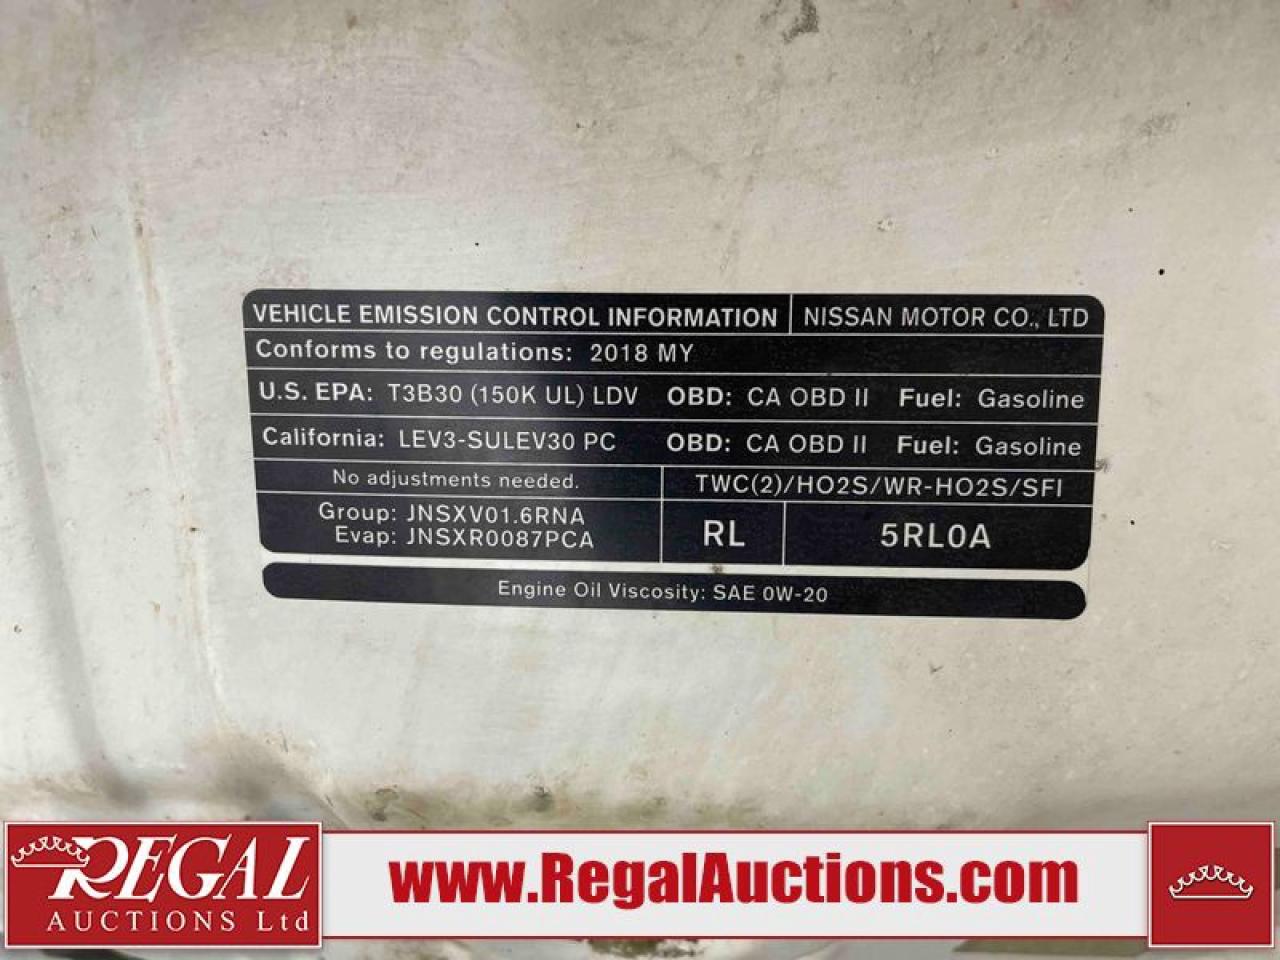 VEHICLE EMISSION CONTROL INFORMATION NISSAN MOTOR CO., LTD
Conforms to regulations: 2018 MY
U.S. EPA: T3B30 (150K UL) LDV OBD: CA OBD II Fuel: Gasoline
California: LEV3-SULEV30 PC OBD: CA OBD II Fuel: Gasoline
No adjustments needed. TWC(2)/HO2S/WR-HO2S/SFI
Group: JNSXV01.6RNA
Evap: JNSXR0087PCA
RL 5RL0A
Engine Oil Viscosity: SAE 0W-20
REGAL
AUCTIONS Ltd
www.RegalAuctions.com